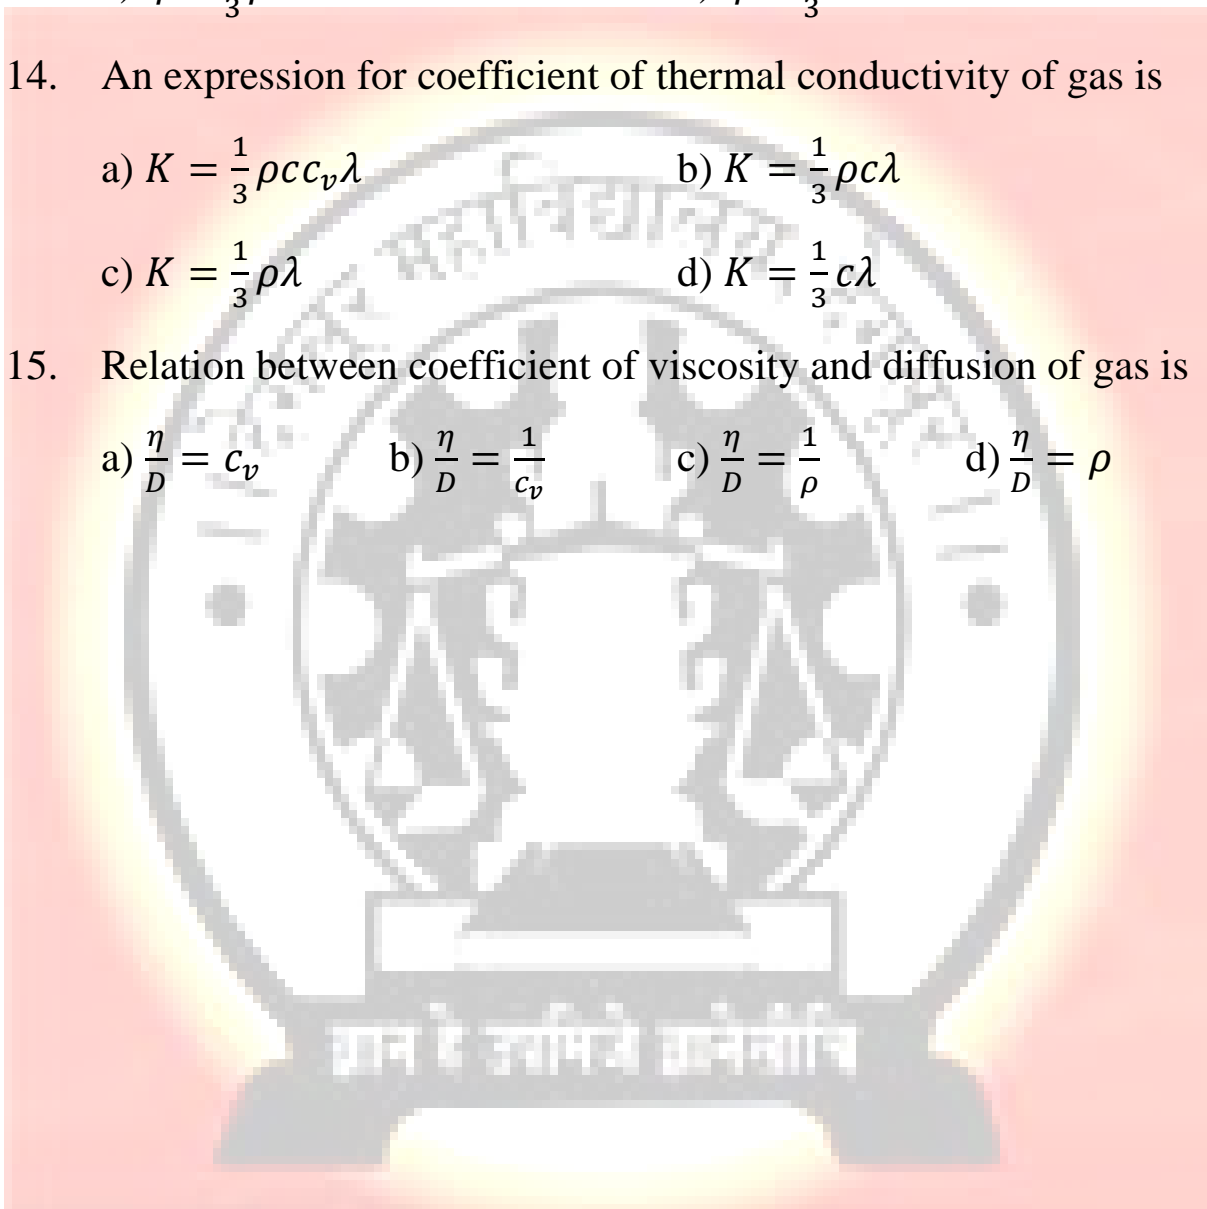 14. An expression for coefficient of thermal conductivity of gas is
a) K = 1/3 ρcc_vλ b) K = 1/3 ρcλ
c) K = 1/3 ρλ d) K = 1/3 cλ
15. Relation between coefficient of viscosity and diffusion of gas is
a) η/D = c_v b) η/D = 1/c_v c) η/D = 1/ρ d) η/D = ρ